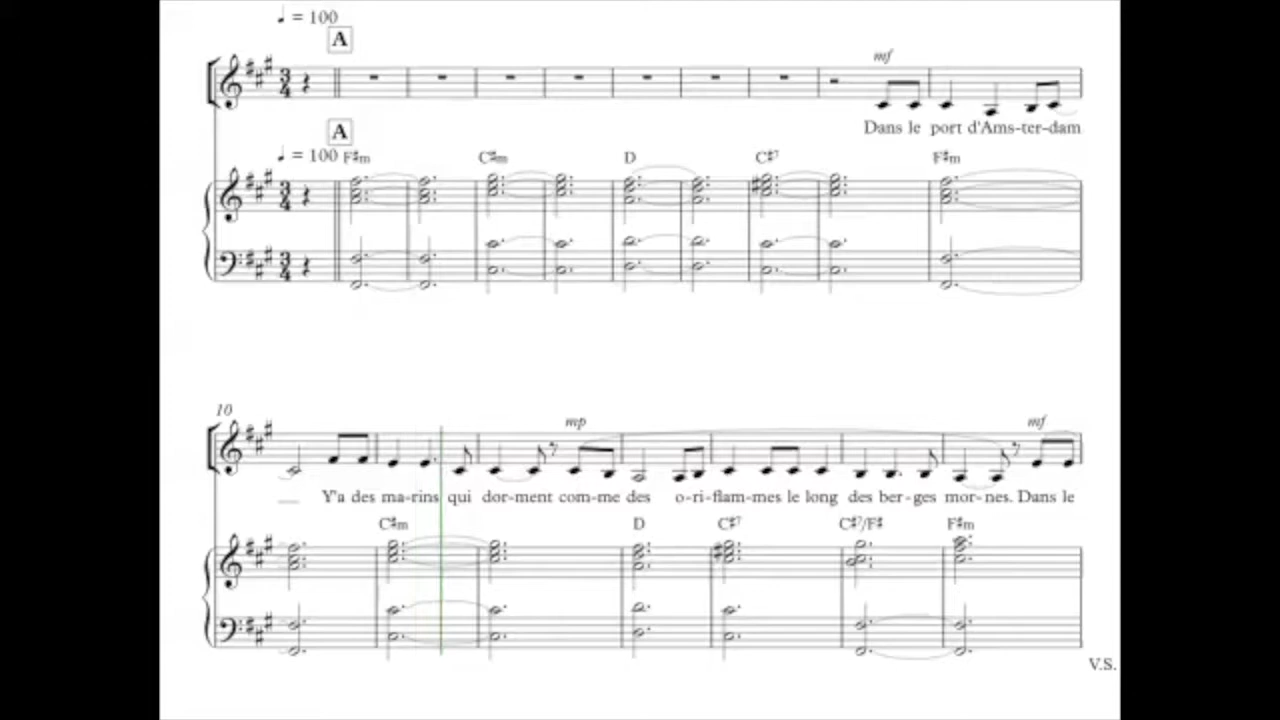 ♩ = 100
A
mf
Dans le port d'Ams-ter-dam
A
♩ = 100 F♯m C♯m D C♯7 F♯m
10
mp mf
Y'a des ma-rins qui dor-ment com-me des o-ri-flam-mes le long des ber-ges mor-nes. Dans le
C♯m D C♯7 C♯7/F♯ F♯m
V.S.